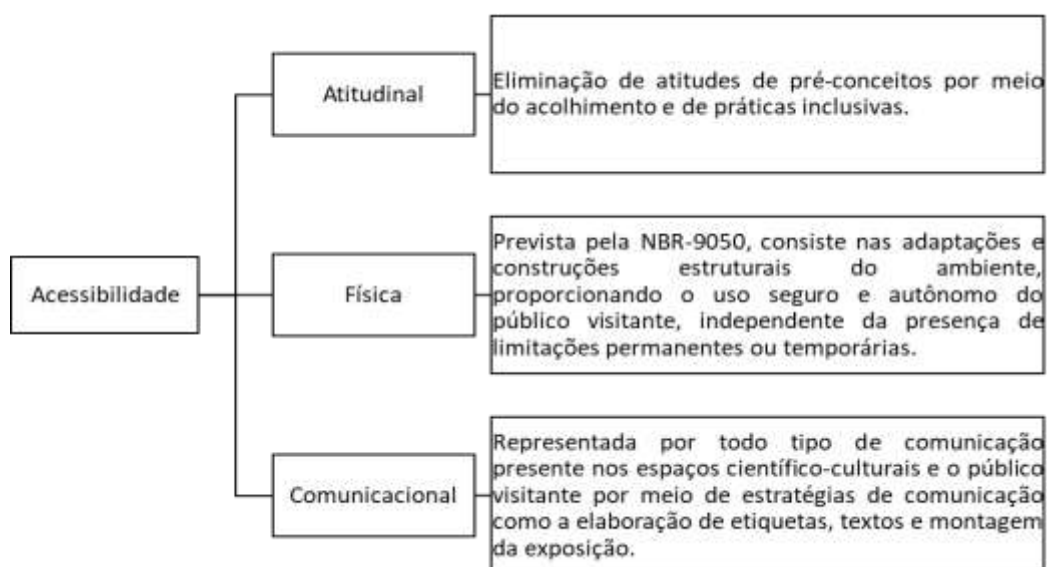 Atitudinal
Eliminação de atitudes de pré-conceitos por meio
do acolhimento e de práticas inclusivas.
Acessibilidade
Física
Prevista pela NBR-9050, consiste nas adaptações e
construções estruturais do ambiente,
proporcionando o uso seguro e autônomo do
público visitante, independente da presença de
limitações permanentes ou temporárias.
Comunicacional
Representada por todo tipo de comunicação
presente nos espaços científico-culturais e o público
visitante por meio de estratégias de comunicação
como a elaboração de etiquetas, textos e montagem
da exposição.